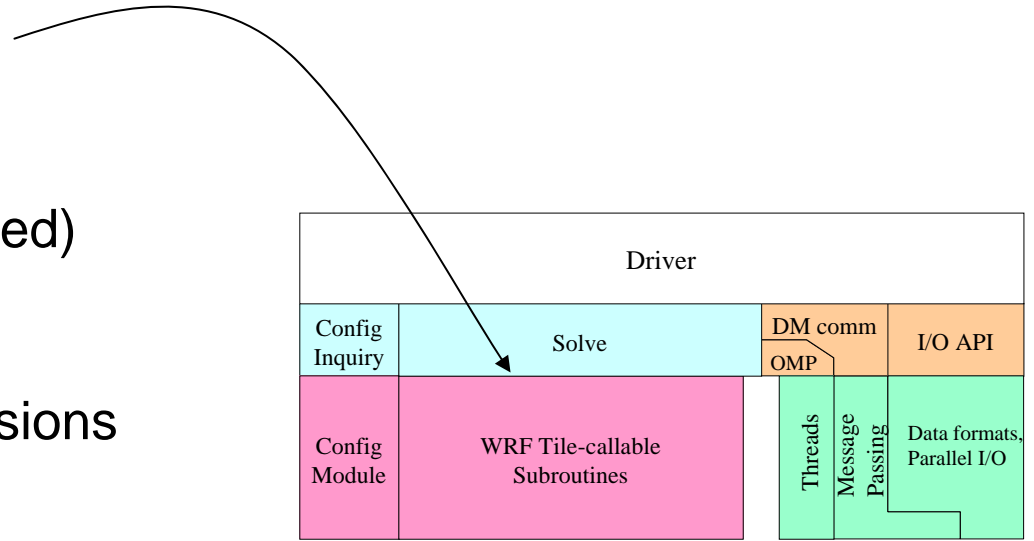 ed)
sions
Driver
Config
Inquiry
Solve
DM comm
OMP
I/O API
Config
Module
WRF Tile-callable
Subroutines
Threads
Message
Passing
Data formats,
Parallel I/O